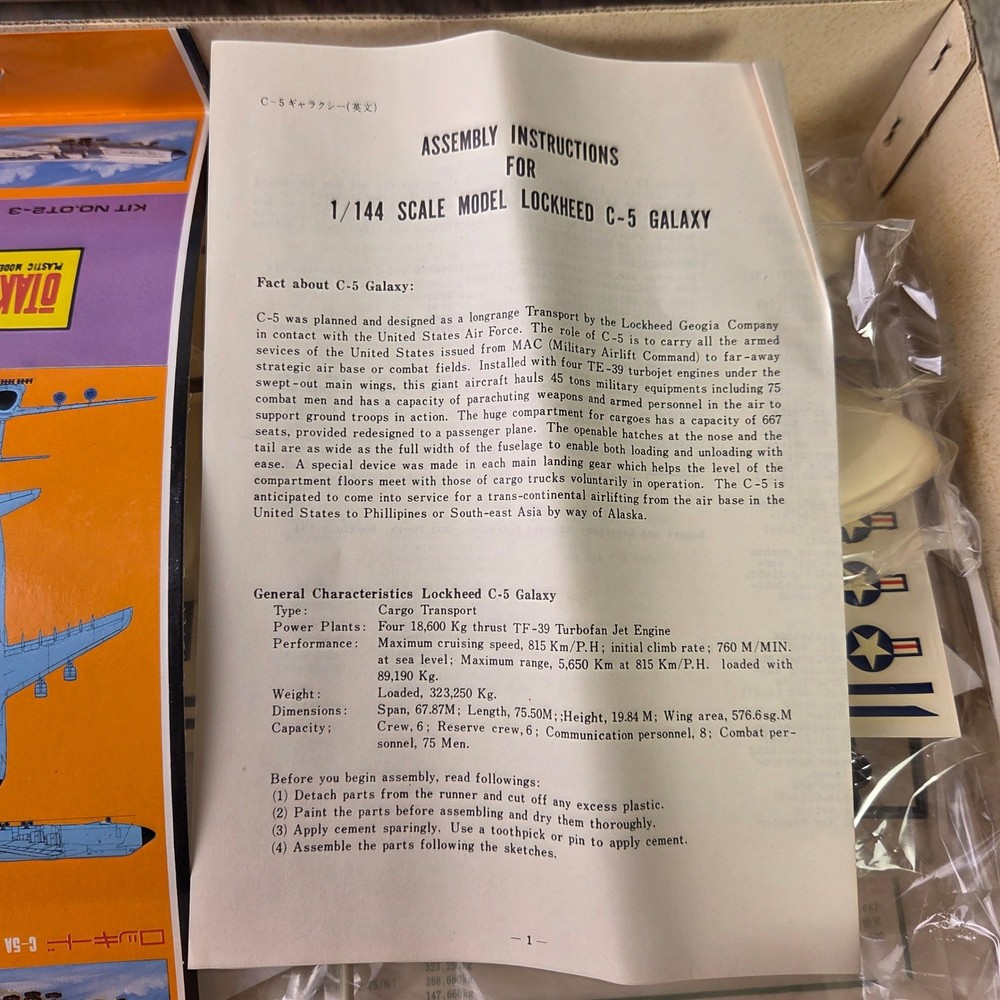 C-5ギャラクシー(英文)
ASSEMBLY INSTRUCTIONS
FOR
1/144 SCALE MODEL LOCKHEED C-5 GALAXY
Fact about C-5 Galaxy:
C-5 was planned and designed as a longrange Transport by the Lockheed Geogia Company
in contact with the United States Air Force. The role of C-5 is to carry all the armed
sevices of the United States issued from MAC (Military Airlift Command) to far-away
strategic air base or combat fields. Installed with four TE-39 turbojet engines under the
swept-out main wings, this giant aircraft hauls 45 tons military equipments including 75
combat men and has a capacity of parachuting weapons and armed personnel in the air to
support ground troops in action. The huge compartment for cargoes has a capacity of 667
seats, provided redesigned to a passenger plane. The openable hatches at the nose and the
tail are as wide as the full width of the fuselage to enable both loading and unloading with
ease. A special device was made in each main landing gear which helps the level of the
compartment floors meet with those of cargo trucks voluntarily in operation. The C-5 is
anticipated to come into service for a trans-continental airlifting from the air base in the
United States to Phillipines or South-east Asia by way of Alaska.
General Characteristics Lockheed C-5 Galaxy
Type: Cargo Transport
Power Plants: Four 18,600 Kg thrust TF-39 Turbofan Jet Engine
Performance: Maximum cruising speed, 815 Km/P.H; initial climb rate; 760 M/MIN.
at sea level; Maximum range, 5,650 Km at 815 Km/P.H. loaded with
89,190 Kg.
Weight: Loaded, 323,250 Kg.
Dimensions: Span, 67.87M; Length, 75.50M; ;Height, 19.84 M; Wing area, 576.6sg.M
Capacity; Crew, 6; Reserve crew, 6; Communication personnel, 8; Combat per-
sonnel, 75 Men.
Before you begin assembly, read followings:
(1) Detach parts from the runner and cut off any excess plastic.
(2) Paint the parts before assembling and dry them thoroughly.
(3) Apply cement sparingly. Use a toothpick or pin to apply cement.
(4) Assemble the parts following the sketches.
— 1 —
KIT NO.OT2-3
OTAK
PLASTIC MODE
ロッキード C-5A
323,250kg
288,680kg
147,660kg